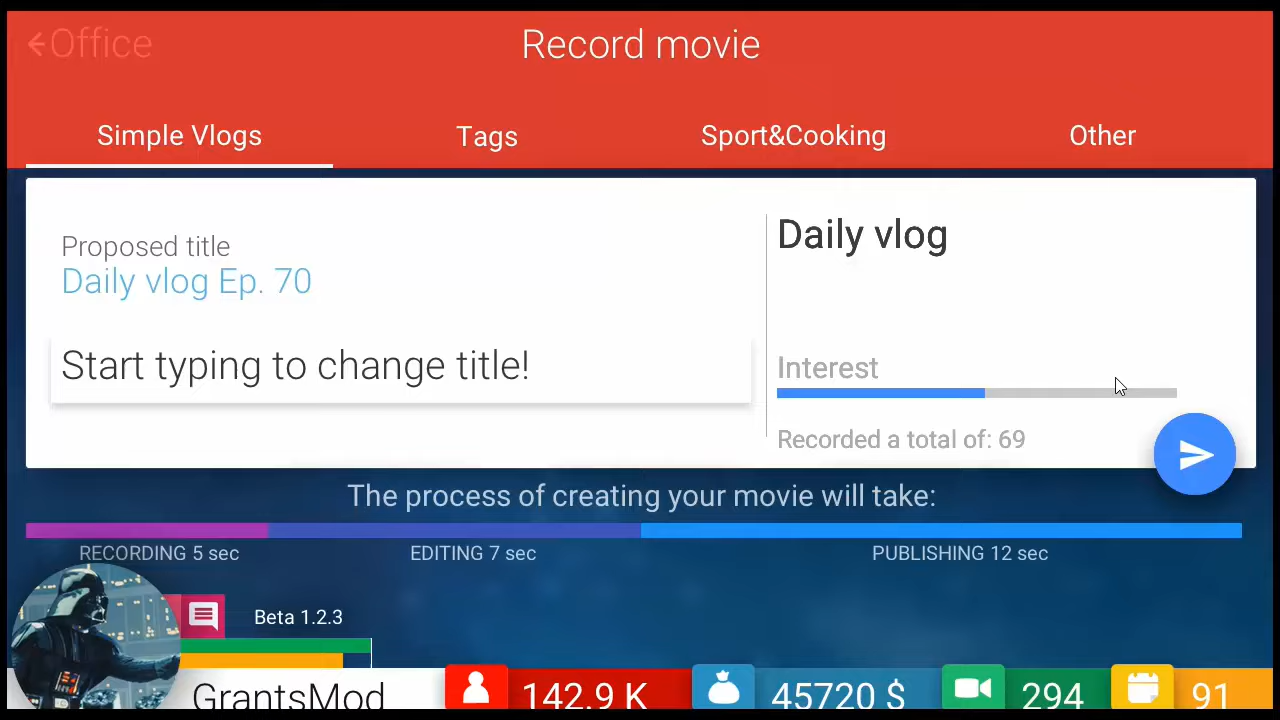 Office
Record movie
Simple Vlogs
Tags
Sport&Cooking
Other
Proposed title
Daily vlog Ep. 70
Start typing to change title!
Daily vlog
Interest
Recorded a total of: 69
The process of creating your movie will take:
RECORDING 5 sec
EDITING 7 sec
PUBLISHING 12 sec
Beta 1.2.3
GrantsMod
142.9 K
45720 $
294
91